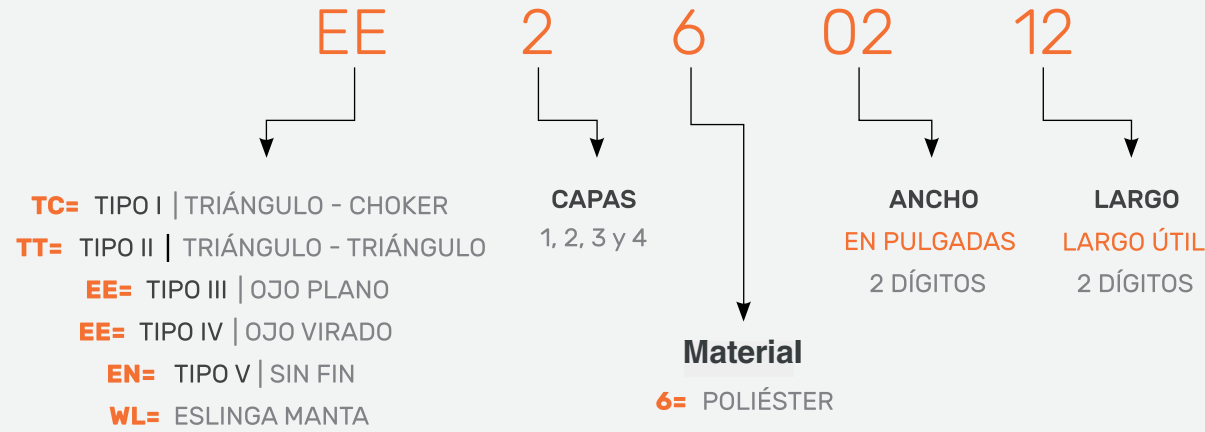 EE 2 6 02 12
TC= TIPO I | TRIÁNGULO - CHOKER
TT= TIPO II | TRIÁNGULO - TRIÁNGULO
EE= TIPO III | OJO PLANO
EE= TIPO IV | OJO VIRADO
EN= TIPO V | SIN FIN
WL= ESLINGA MANTA
CAPAS
1, 2, 3 y 4
Material
6= POLIÉSTER
ANCHO
EN PULGADAS
2 DÍGITOS
LARGO
LARGO ÚTIL
2 DÍGITOS